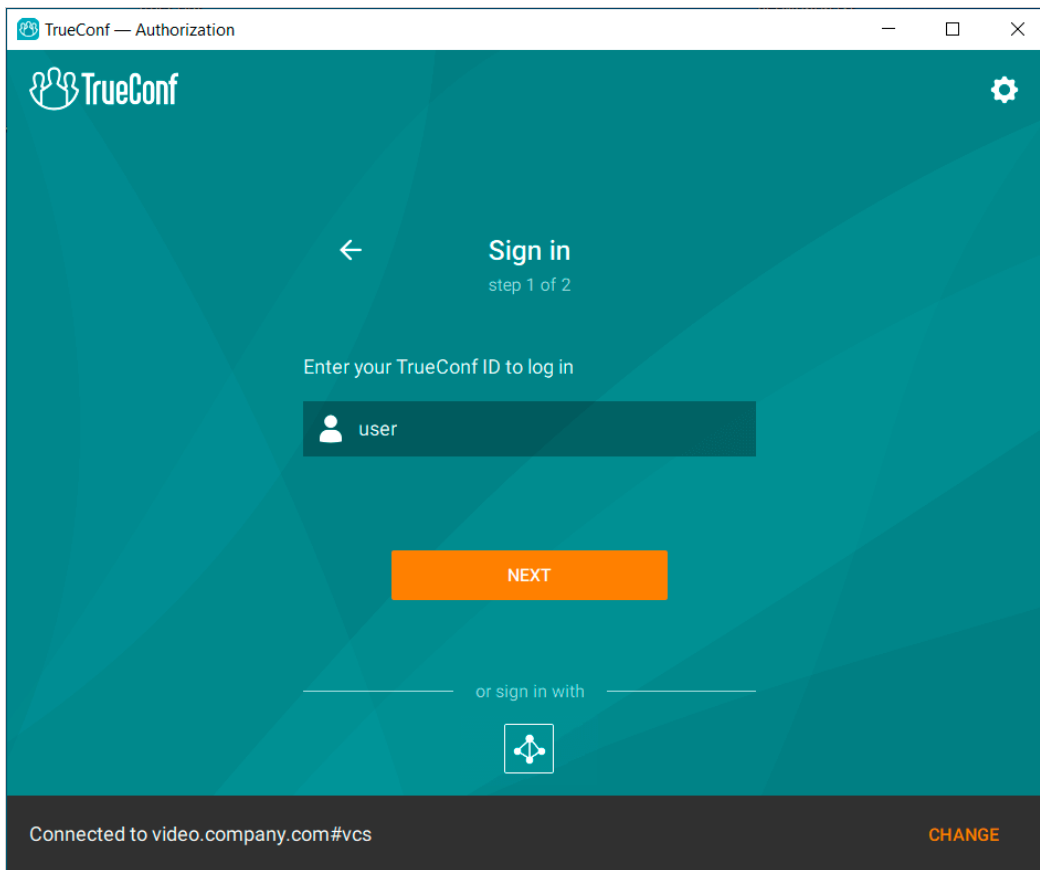 TrueConf — Authorization
TrueConf
Sign in
step 1 of 2
Enter your TrueConf ID to log in
user
NEXT
or sign in with
Connected to video.company.com#vcs
CHANGE